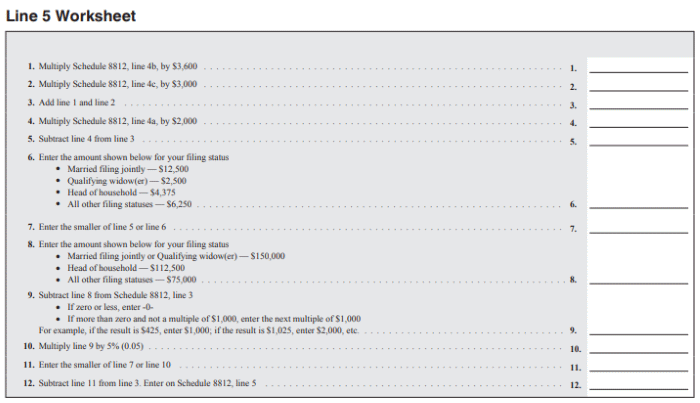 Line 5 Worksheet
1. Multiply Schedule 8812, line 4b, by $3,600 1.
2. Multiply Schedule 8812, line 4c, by $3,000 2.
3. Add line 1 and line 2 3.
4. Multiply Schedule 8812, line 4a, by $2,000 4.
5. Subtract line 4 from line 3 5.
6. Enter the amount shown below for your filing status
• Married filing jointly — $12,500
• Qualifying widow(er) — $2,500
• Head of household — $4,375
• All other filing statuses — $6,250 6.
7. Enter the smaller of line 5 or line 6 7.
8. Enter the amount shown below for your filing status
• Married filing jointly or Qualifying widow(er) — $150,000
• Head of household — $112,500
• All other filing statuses — $75,000 8.
9. Subtract line 8 from Schedule 8812, line 3
• If zero or less, enter -0-
• If more than zero and not a multiple of $1,000, enter the next multiple of $1,000
For example, if the result is $425, enter $1,000; if the result is $1,025, enter $2,000, etc. 9.
10. Multiply line 9 by 5% (0.05) 10.
11. Enter the smaller of line 7 or line 10 11.
12. Subtract line 11 from line 3. Enter on Schedule 8812, line 5 12.